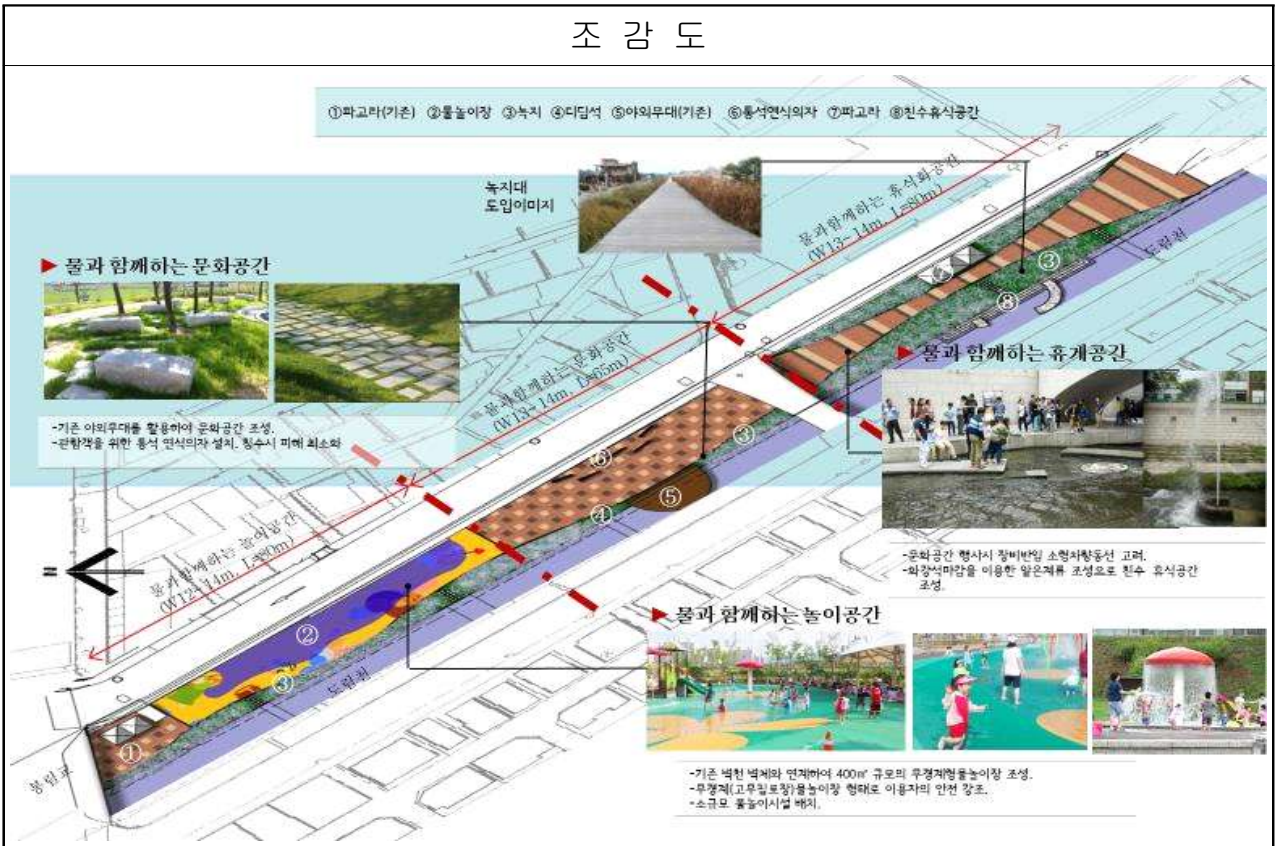 조 감 도
①파고라(기존) ②물놀이장 ③녹지 ④디딤석 ⑤야외무대(기존) ⑥통석연식의자 ⑦파고라 ⑧친수휴식공간
녹지대
도입이미지
물과함께하는 휴식화공간
(W13~14m, L=80m)
도림천
▶ 물과 함께하는 문화공간
③
⑧
▶ 물과 함께하는 휴게공간
물과함께하는 문화공간
(W13~14m, L=65m)
-기존 야외무대를 활용하여 문화공간 조성.
-관람객을 위한 통석 연식의자 설치. 침수시 피해 최소화
③
⑥
⑤
④
물과함께하는 놀이공간
(W12~14m, L=80m)
-문화공간 행사시 장비반입 소형차량동선 고려.
-화강석마감을 이용한 얕은계류 조성으로 친수 휴식공간
조성.
▶ 물과 함께하는 놀이공간
②
③
도림천
①
봉림교
-기존 벽천 벽체와 연계하여 400㎡ 규모의 무경계형물놀이장 조성.
-무경계(고무칩포장)물놀이장 형태로 이용자의 안전 강조.
-소규모 물놀이시설 배치.